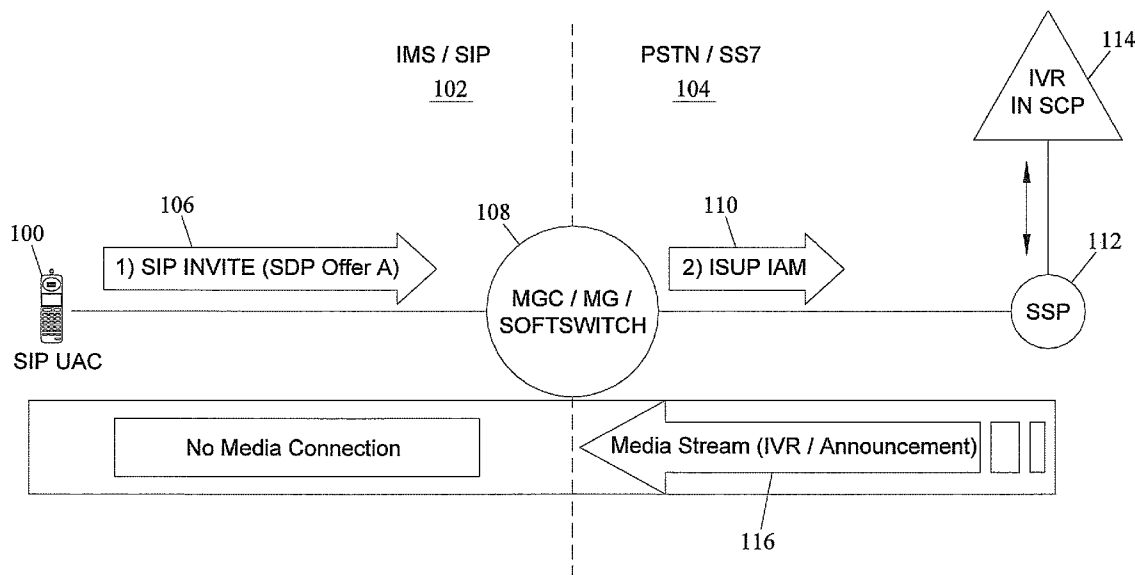 IMS / SIP
102
PSTN / SS7
104
114
IVR
IN SCP
100
106
108
110
112
1) SIP INVITE (SDP Offer A)
2) ISUP IAM
MGC / MG /
SOFTSWITCH
SSP
SIP UAC
No Media Connection
Media Stream (IVR / Announcement)
116